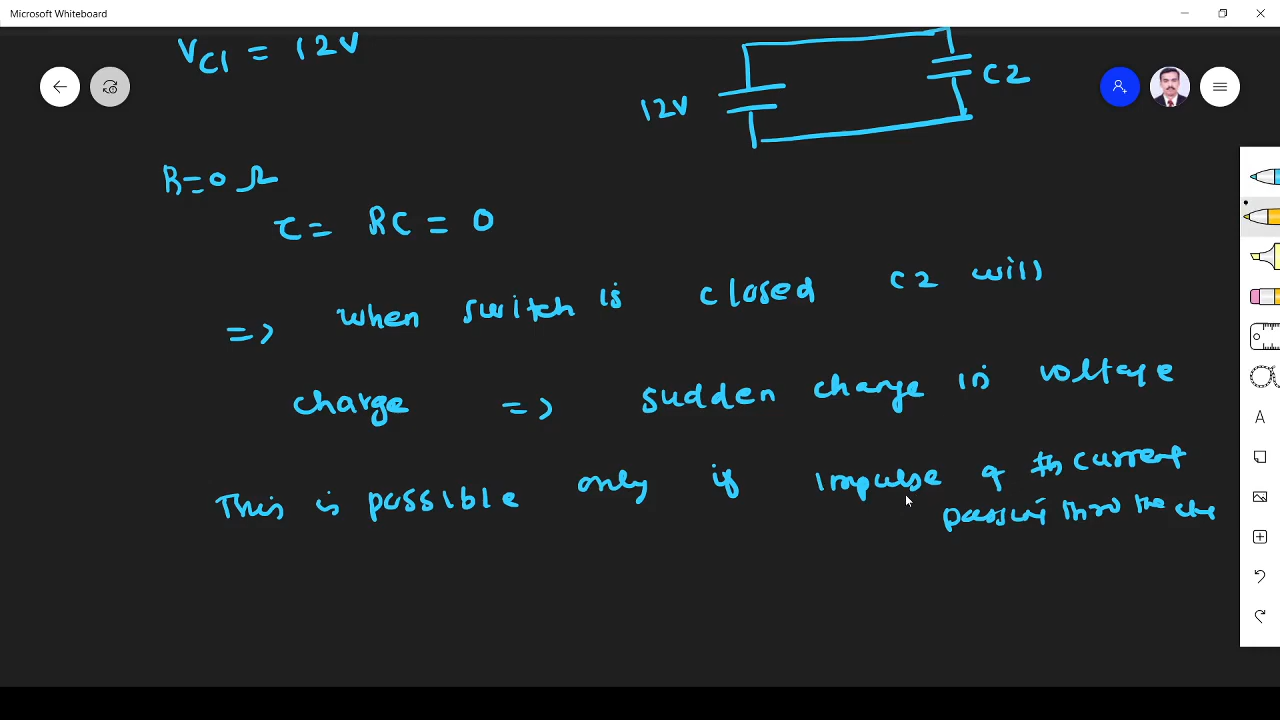 Microsoft Whiteboard
VC1 = 12V
12V
C2
R=0 Ω
τ= RC = 0
=> when switch is closed C2 will
charge => sudden change in voltage
This is possible only if impulse of current
passing thro the
A